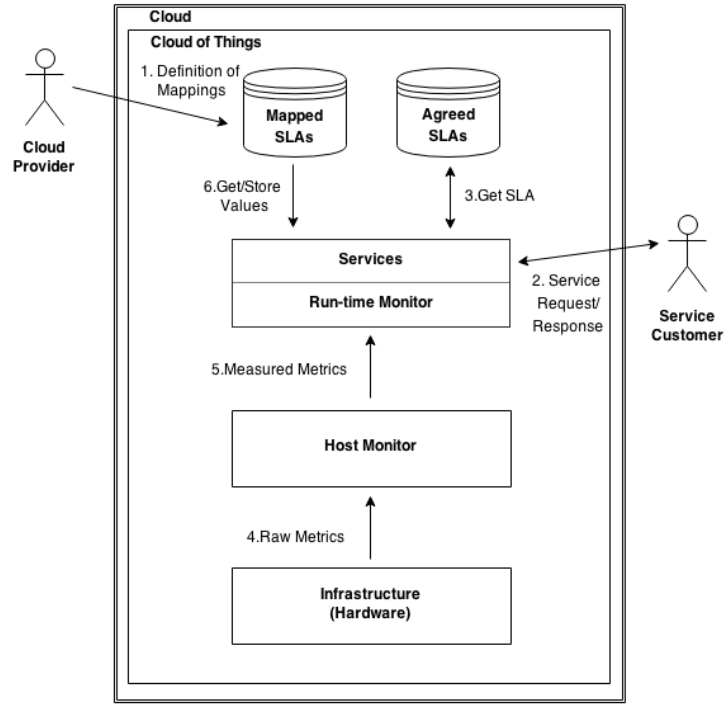 Cloud
Cloud of Things
1. Definition of
Mappings
Mapped
SLAs
Agreed
SLAs
Cloud
Provider
6.Get/Store
Values
3.Get SLA
Services
Run-time Monitor
2. Service
Request/
Response
Service
Customer
5.Measured Metrics
Host Monitor
4.Raw Metrics
Infrastructure
(Hardware)